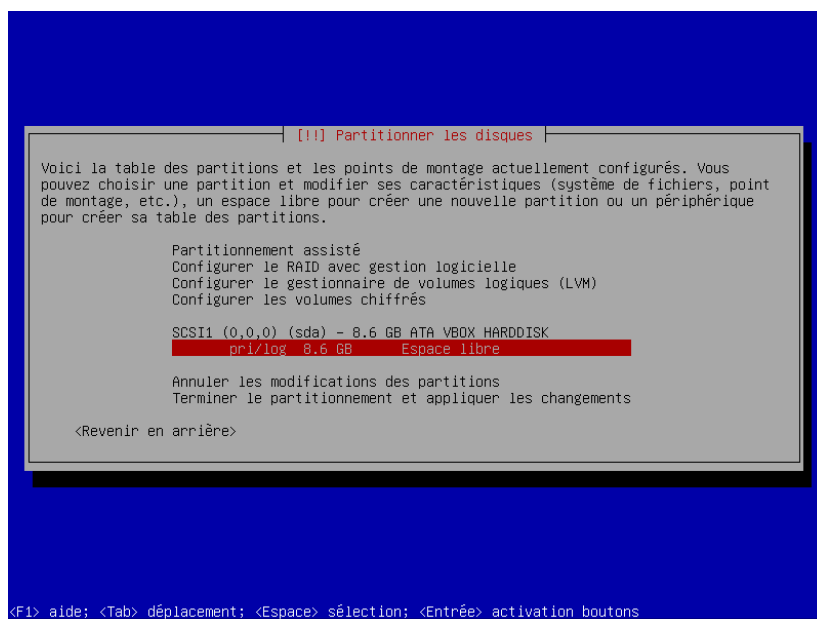 [!!] Partitionner les disques
Voici la table des partitions et les points de montage actuellement configurés. Vous
pouvez choisir une partition et modifier ses caractéristiques (système de fichiers, point
de montage, etc.), un espace libre pour créer une nouvelle partition ou un périphérique
pour créer sa table des partitions.
Partitionnement assisté
Configurer le RAID avec gestion logicielle
Configurer le gestionnaire de volumes logiques (LVM)
Configurer les volumes chiffrés
SCSI1 (0,0,0) (sda) – 8.6 GB ATA VBOX HARDDISK
pri/log 8.6 GB Espace libre
Annuler les modifications des partitions
Terminer le partitionnement et appliquer les changements
<Revenir en arrière>
<F1> aide; <Tab> déplacement; <Espace> sélection; <Entrée> activation boutons